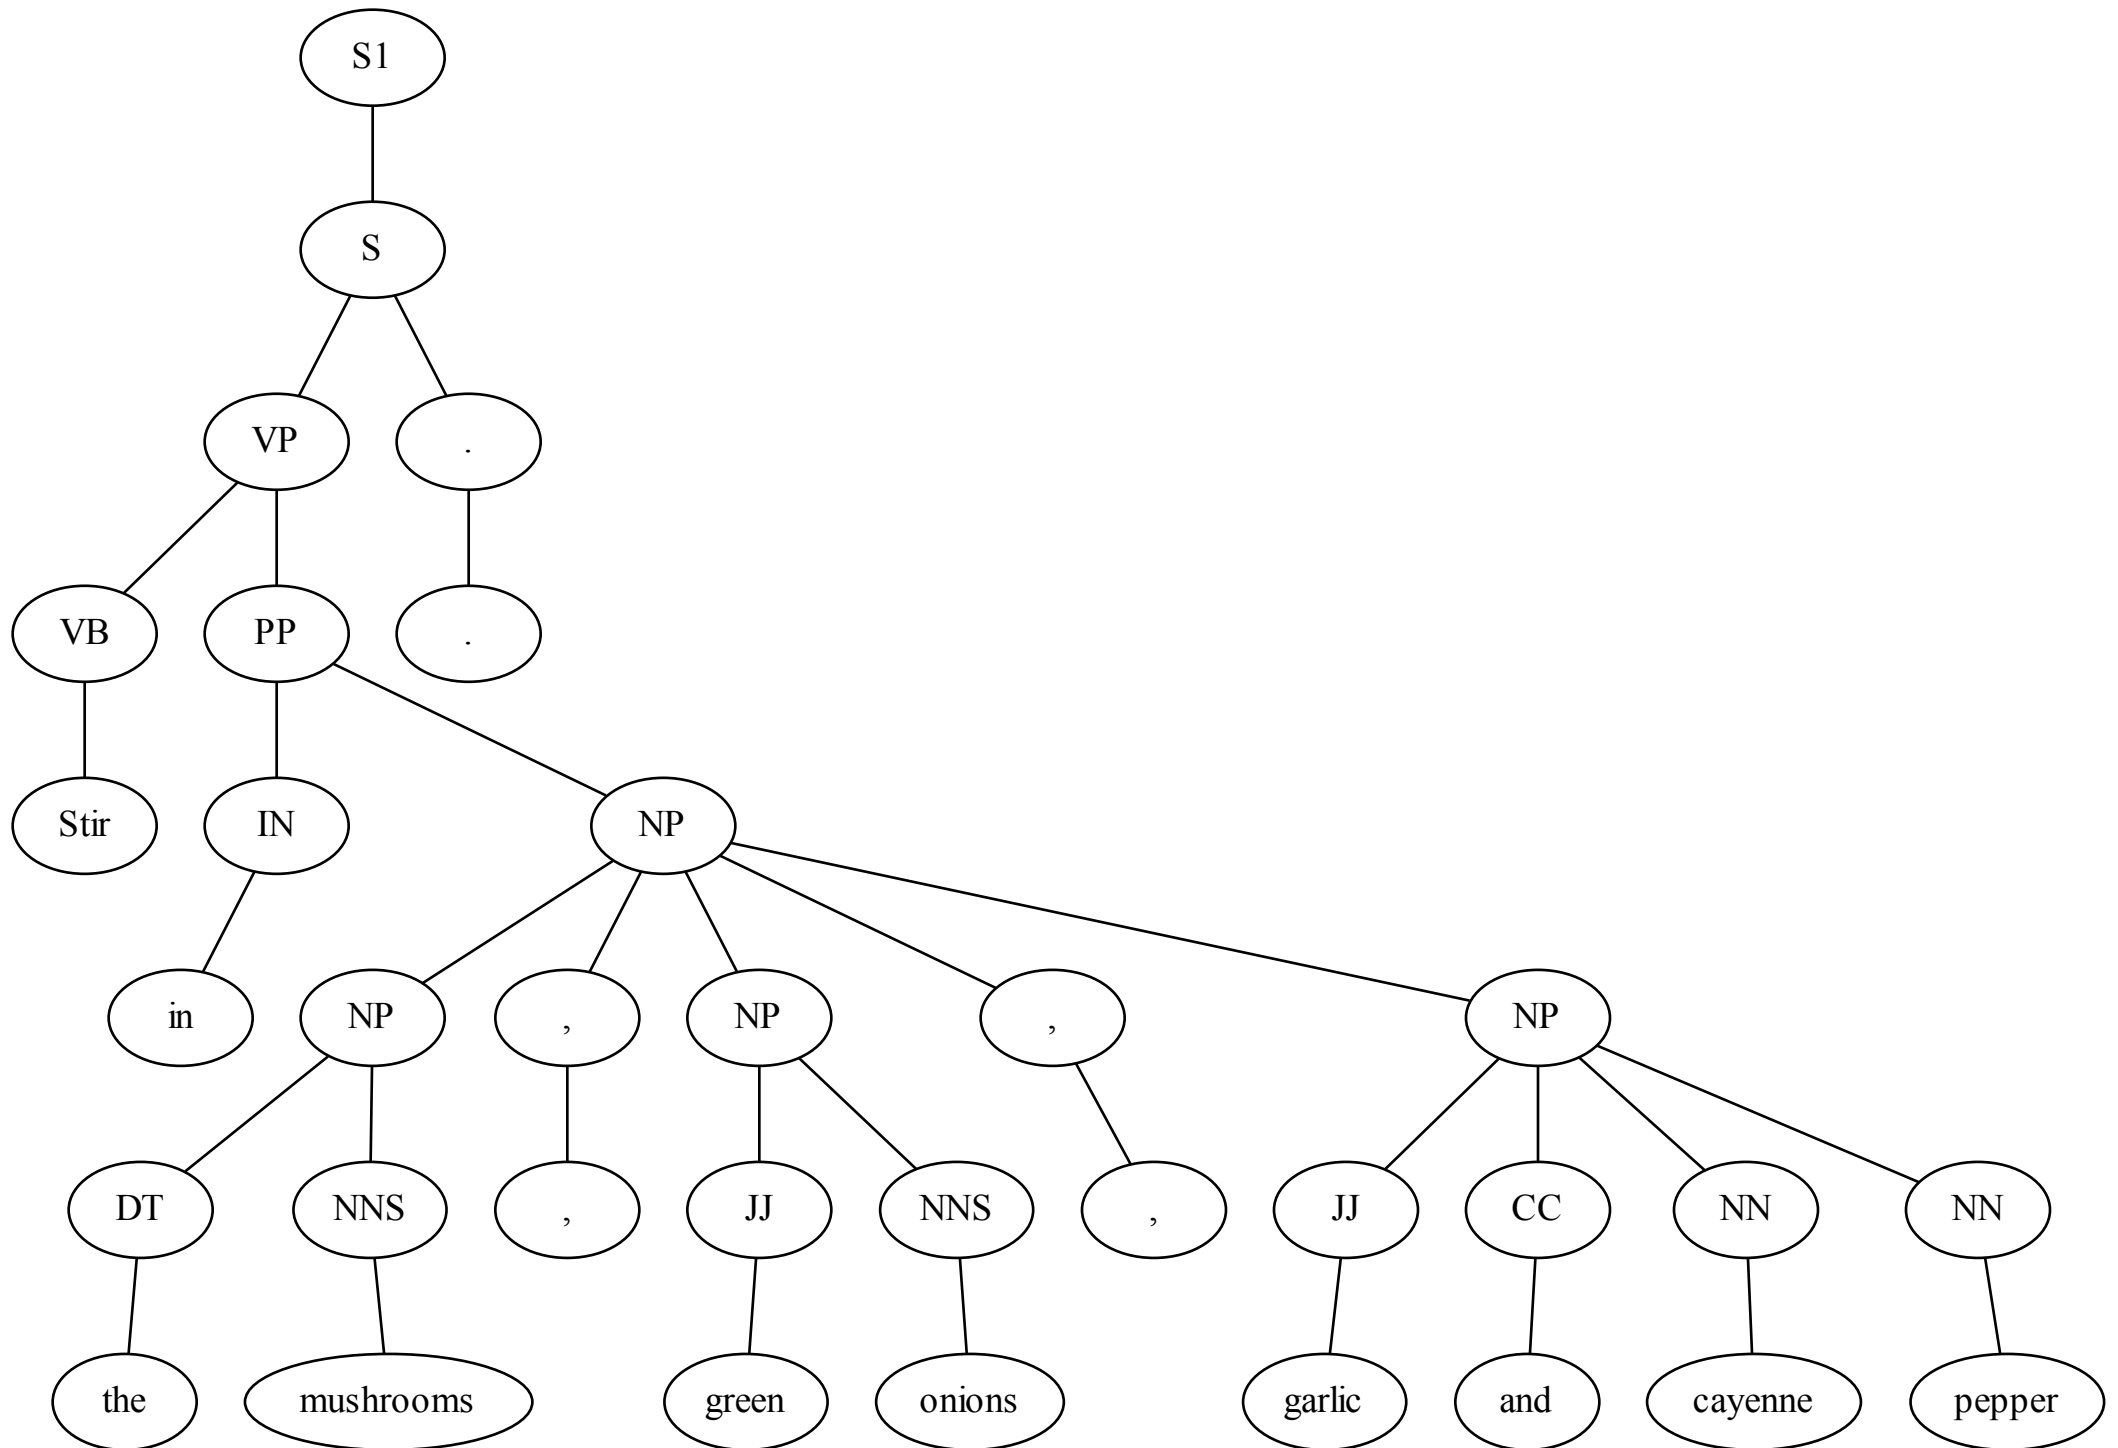 S1
S
VP .
VB PP .
Stir IN NP
in NP , NP , NP
DT NNS , JJ NNS , JJ CC NN NN
the mushrooms green onions garlic and cayenne pepper